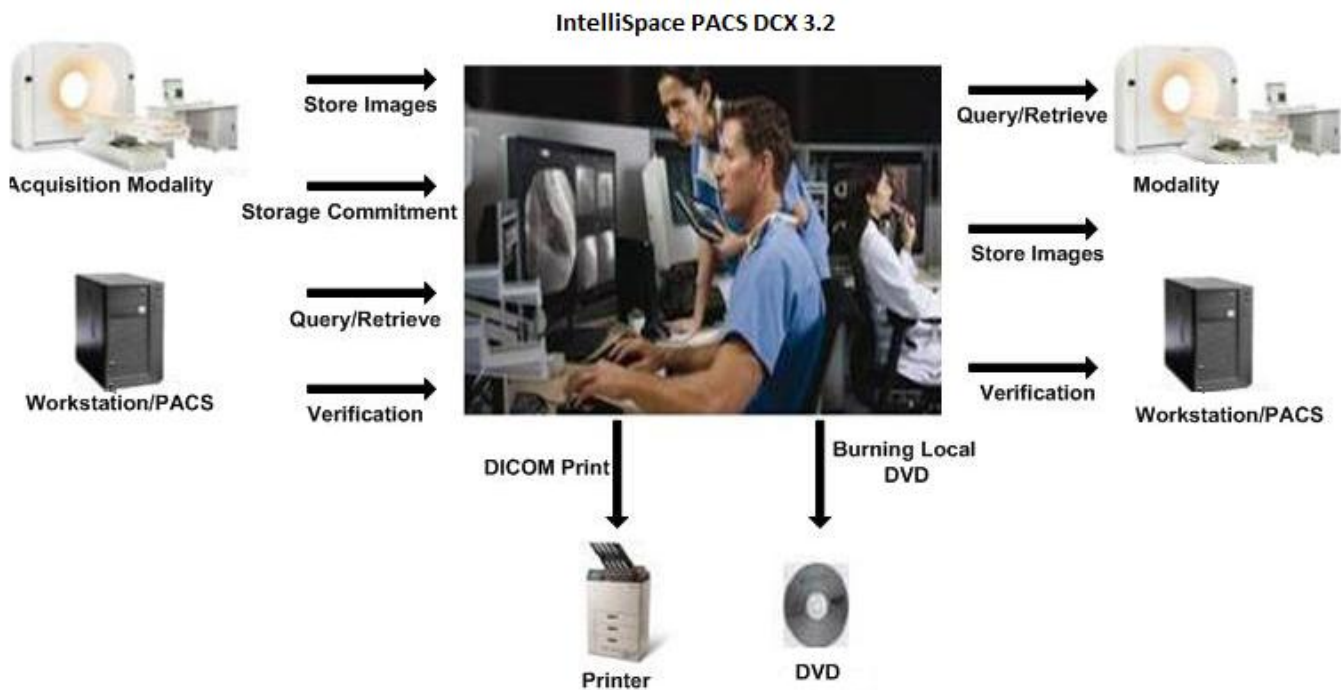 IntelliSpace PACS DCX 3.2
Store Images
Acquisition Modality
Storage Commitment
Query/Retrieve
Workstation/PACS
Verification
Query/Retrieve
Modality
Store Images
Verification
Workstation/PACS
DICOM Print
Burning Local
DVD
Printer
DVD